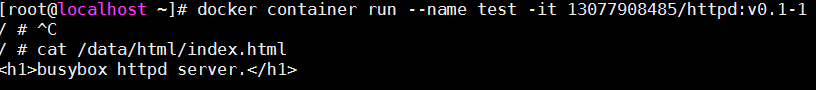 [root@localhost ~]# docker container run --name test -it 13077908485/httpd:v0.1-1
/ # ^C
/ # cat /data/html/index.html
<h1>busybox httpd server.</h1>